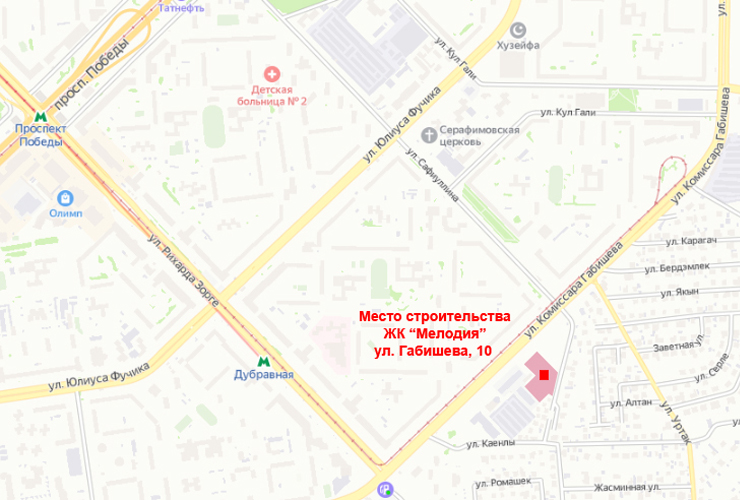 Татнефть
просп. Победы
Хузейфа
ул. Кул Гали
Детская
больница № 2
ул. Комиссара Габишева
Проспект
Победы
ул. Юлиуса Фучика
Серафимовская
церковь
ул. Кул Гали
ул. Сафиуллина
Олимп
ул. Рихарда Зорге
ул. Карагач
ул. Бердэмлек
ул. Якын
ул. Комиссара Габишева
Место строительства
ЖК “Мелодия”
ул. Габишева, 10
Заветная ул.
ул. Серле
Дубравная
ул. Юлиуса Фучика
ул. Алтан
ул. Уртак
ул. Каенлы
ул. Ромашек
Жасминная ул.